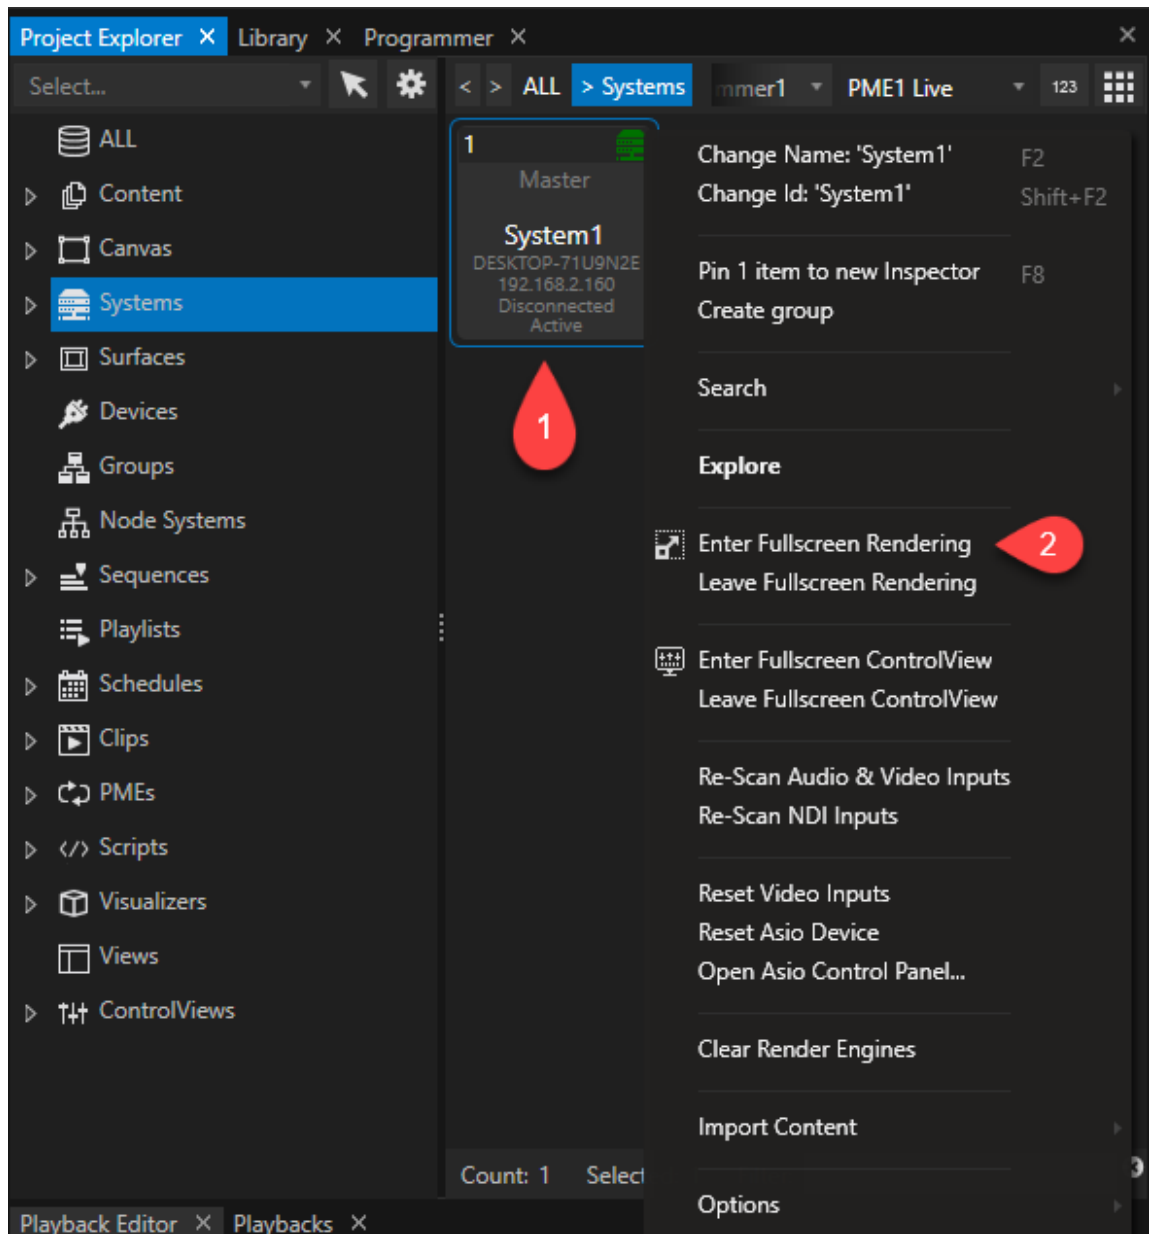 Project Explorer Library Programmer
Select...
< > ALL > Systems mmer1 PME1 Live 123
ALL
Content
Canvas
Systems
Surfaces
Devices
Groups
Node Systems
Sequences
Playlists
Schedules
Clips
PMEs
Scripts
Visualizers
Views
ControlViews
1
Master
System1
DESKTOP-71U9N2E
192.168.2.160
Disconnected
Active
1
Change Name: 'System1' F2
Change Id: 'System1' Shift+F2
Pin 1 item to new Inspector F8
Create group
Search
Explore
Enter Fullscreen Rendering 2
Leave Fullscreen Rendering
Enter Fullscreen ControlView
Leave Fullscreen ControlView
Re-Scan Audio & Video Inputs
Re-Scan NDI Inputs
Reset Video Inputs
Reset Asio Device
Open Asio Control Panel...
Clear Render Engines
Import Content
Options
Count: 1 Select
Playback Editor Playbacks